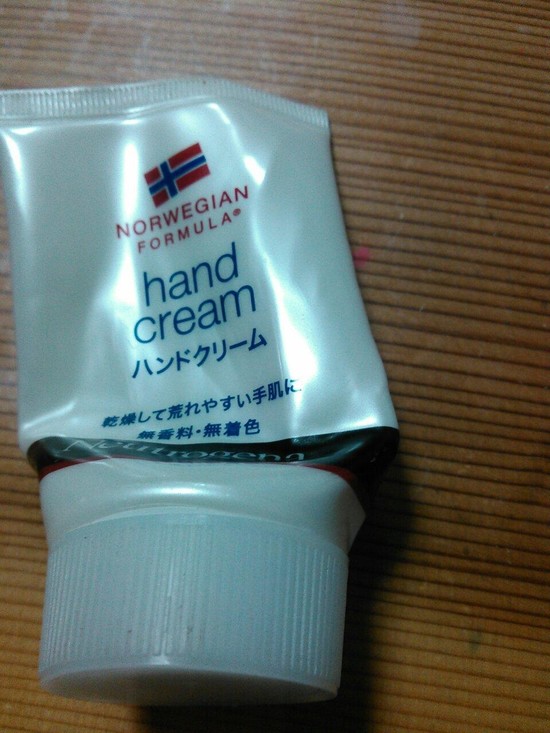 NORWEGIAN
FORMULA®
hand
cream
ハンドクリーム
乾燥して荒れやすい手肌に
無香料・無着色
Neutrogena